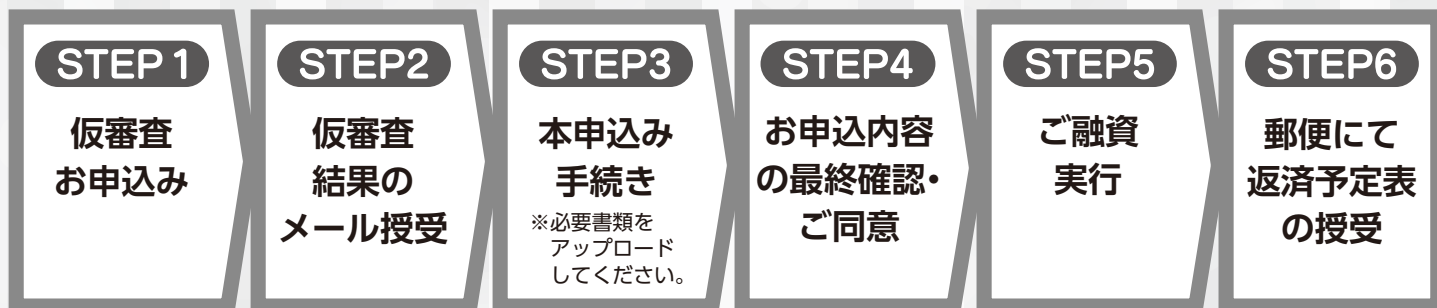 STEP 1
仮審査
お申込み
STEP2
仮審査
結果の
メール授受
STEP3
本申込み
手続き
※必要書類を
アップロード
してください。
STEP4
お申込内容
の最終確認・
ご同意
STEP5
ご融資
実行
STEP6
郵便にて
返済予定表
の授受